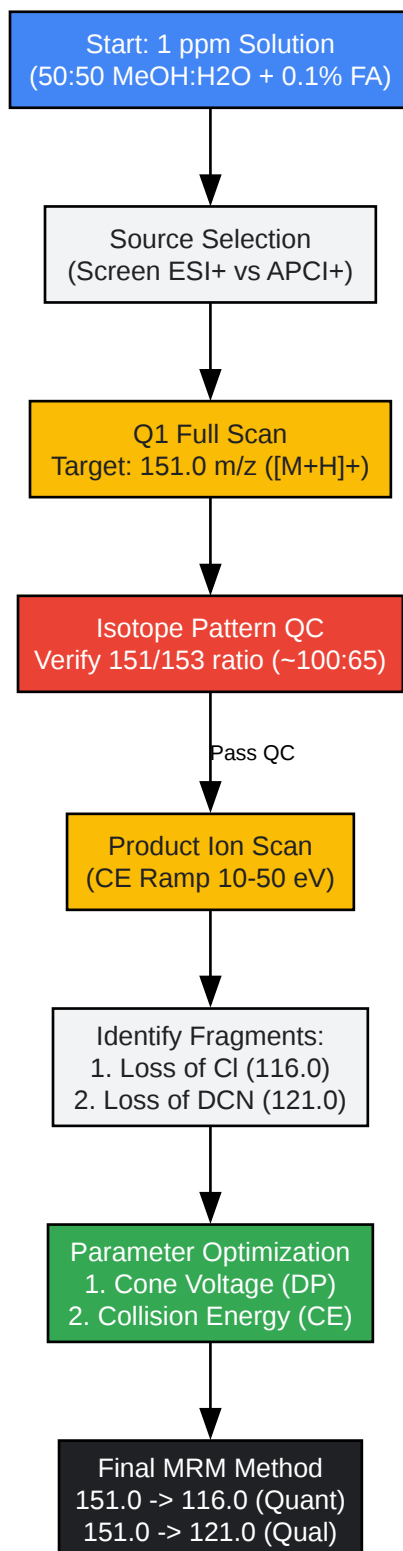 Start: 1 ppm Solution
(50:50 MeOH:H2O + 0.1% FA)
Source Selection
(Screen ESI+ vs APCI+)
Q1 Full Scan
Target: 151.0 m/z ([M+H]+)
Isotope Pattern QC
Verify 151/153 ratio (~100:65)
Pass QC
Product Ion Scan
(CE Ramp 10-50 eV)
Identify Fragments:
1. Loss of Cl (116.0)
2. Loss of DCN (121.0)
Parameter Optimization
1. Cone Voltage (DP)
2. Collision Energy (CE)
Final MRM Method
151.0 -> 116.0 (Quant)
151.0 -> 121.0 (Qual)